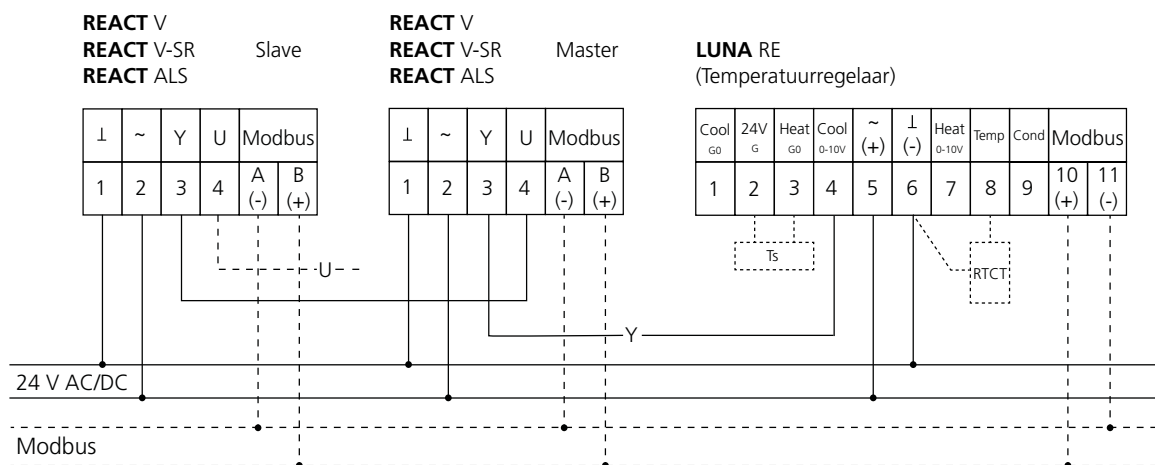 REACT V
REACT V-SR Slave
REACT ALS
REACT V
REACT V-SR Master
REACT ALS
LUNA RE
(Temperatuurregelaar)
⊥ ~ Y U Modbus
1 2 3 4 A (-) B (+)
⊥ ~ Y U Modbus
1 2 3 4 A (-) B (+)
Cool G0 24V G Heat G0 Cool 0-10V ~ (+) ⊥ (-) Heat 0-10V Temp Cond Modbus
1 2 3 4 5 6 7 8 9 10 (+) 11 (-)
U
Ts
RTCT
Y
24 V AC/DC
Modbus